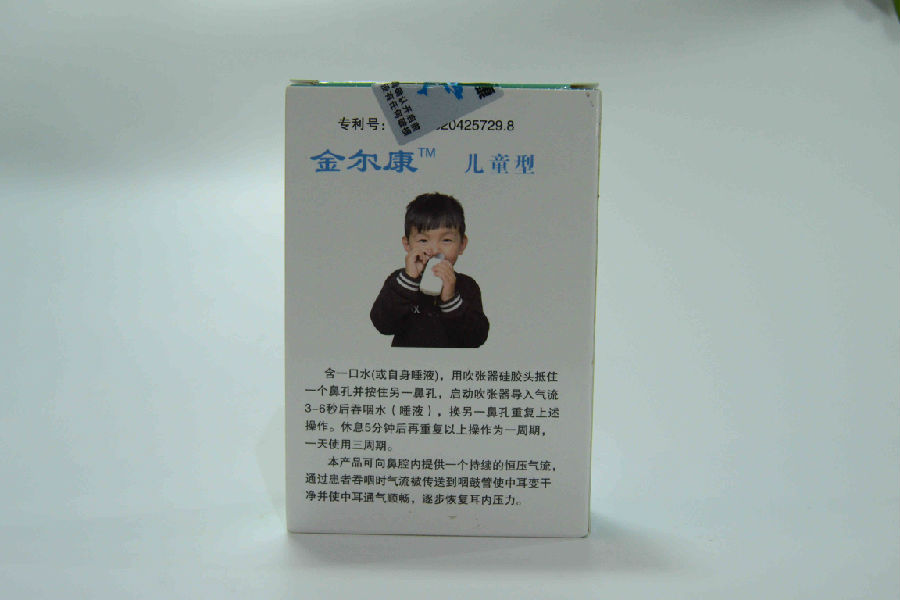 专利号:
20425729.8
金尔康™ 儿童型
含一口水(或自身唾液)，用吹张器硅胶头抵住
一个鼻孔并按住另一鼻孔，启动吹张器导入气流
3-6秒后吞咽水（唾液），换另一鼻孔重复上述
操作。休息5分钟后再重复以上操作为一周期，
一天使用三周期。
本产品可向鼻腔内提供一个持续的恒压气流，
通过患者吞咽时气流被传送到咽鼓管使中耳变干
净并使中耳通气顺畅，逐步恢复耳内压力。